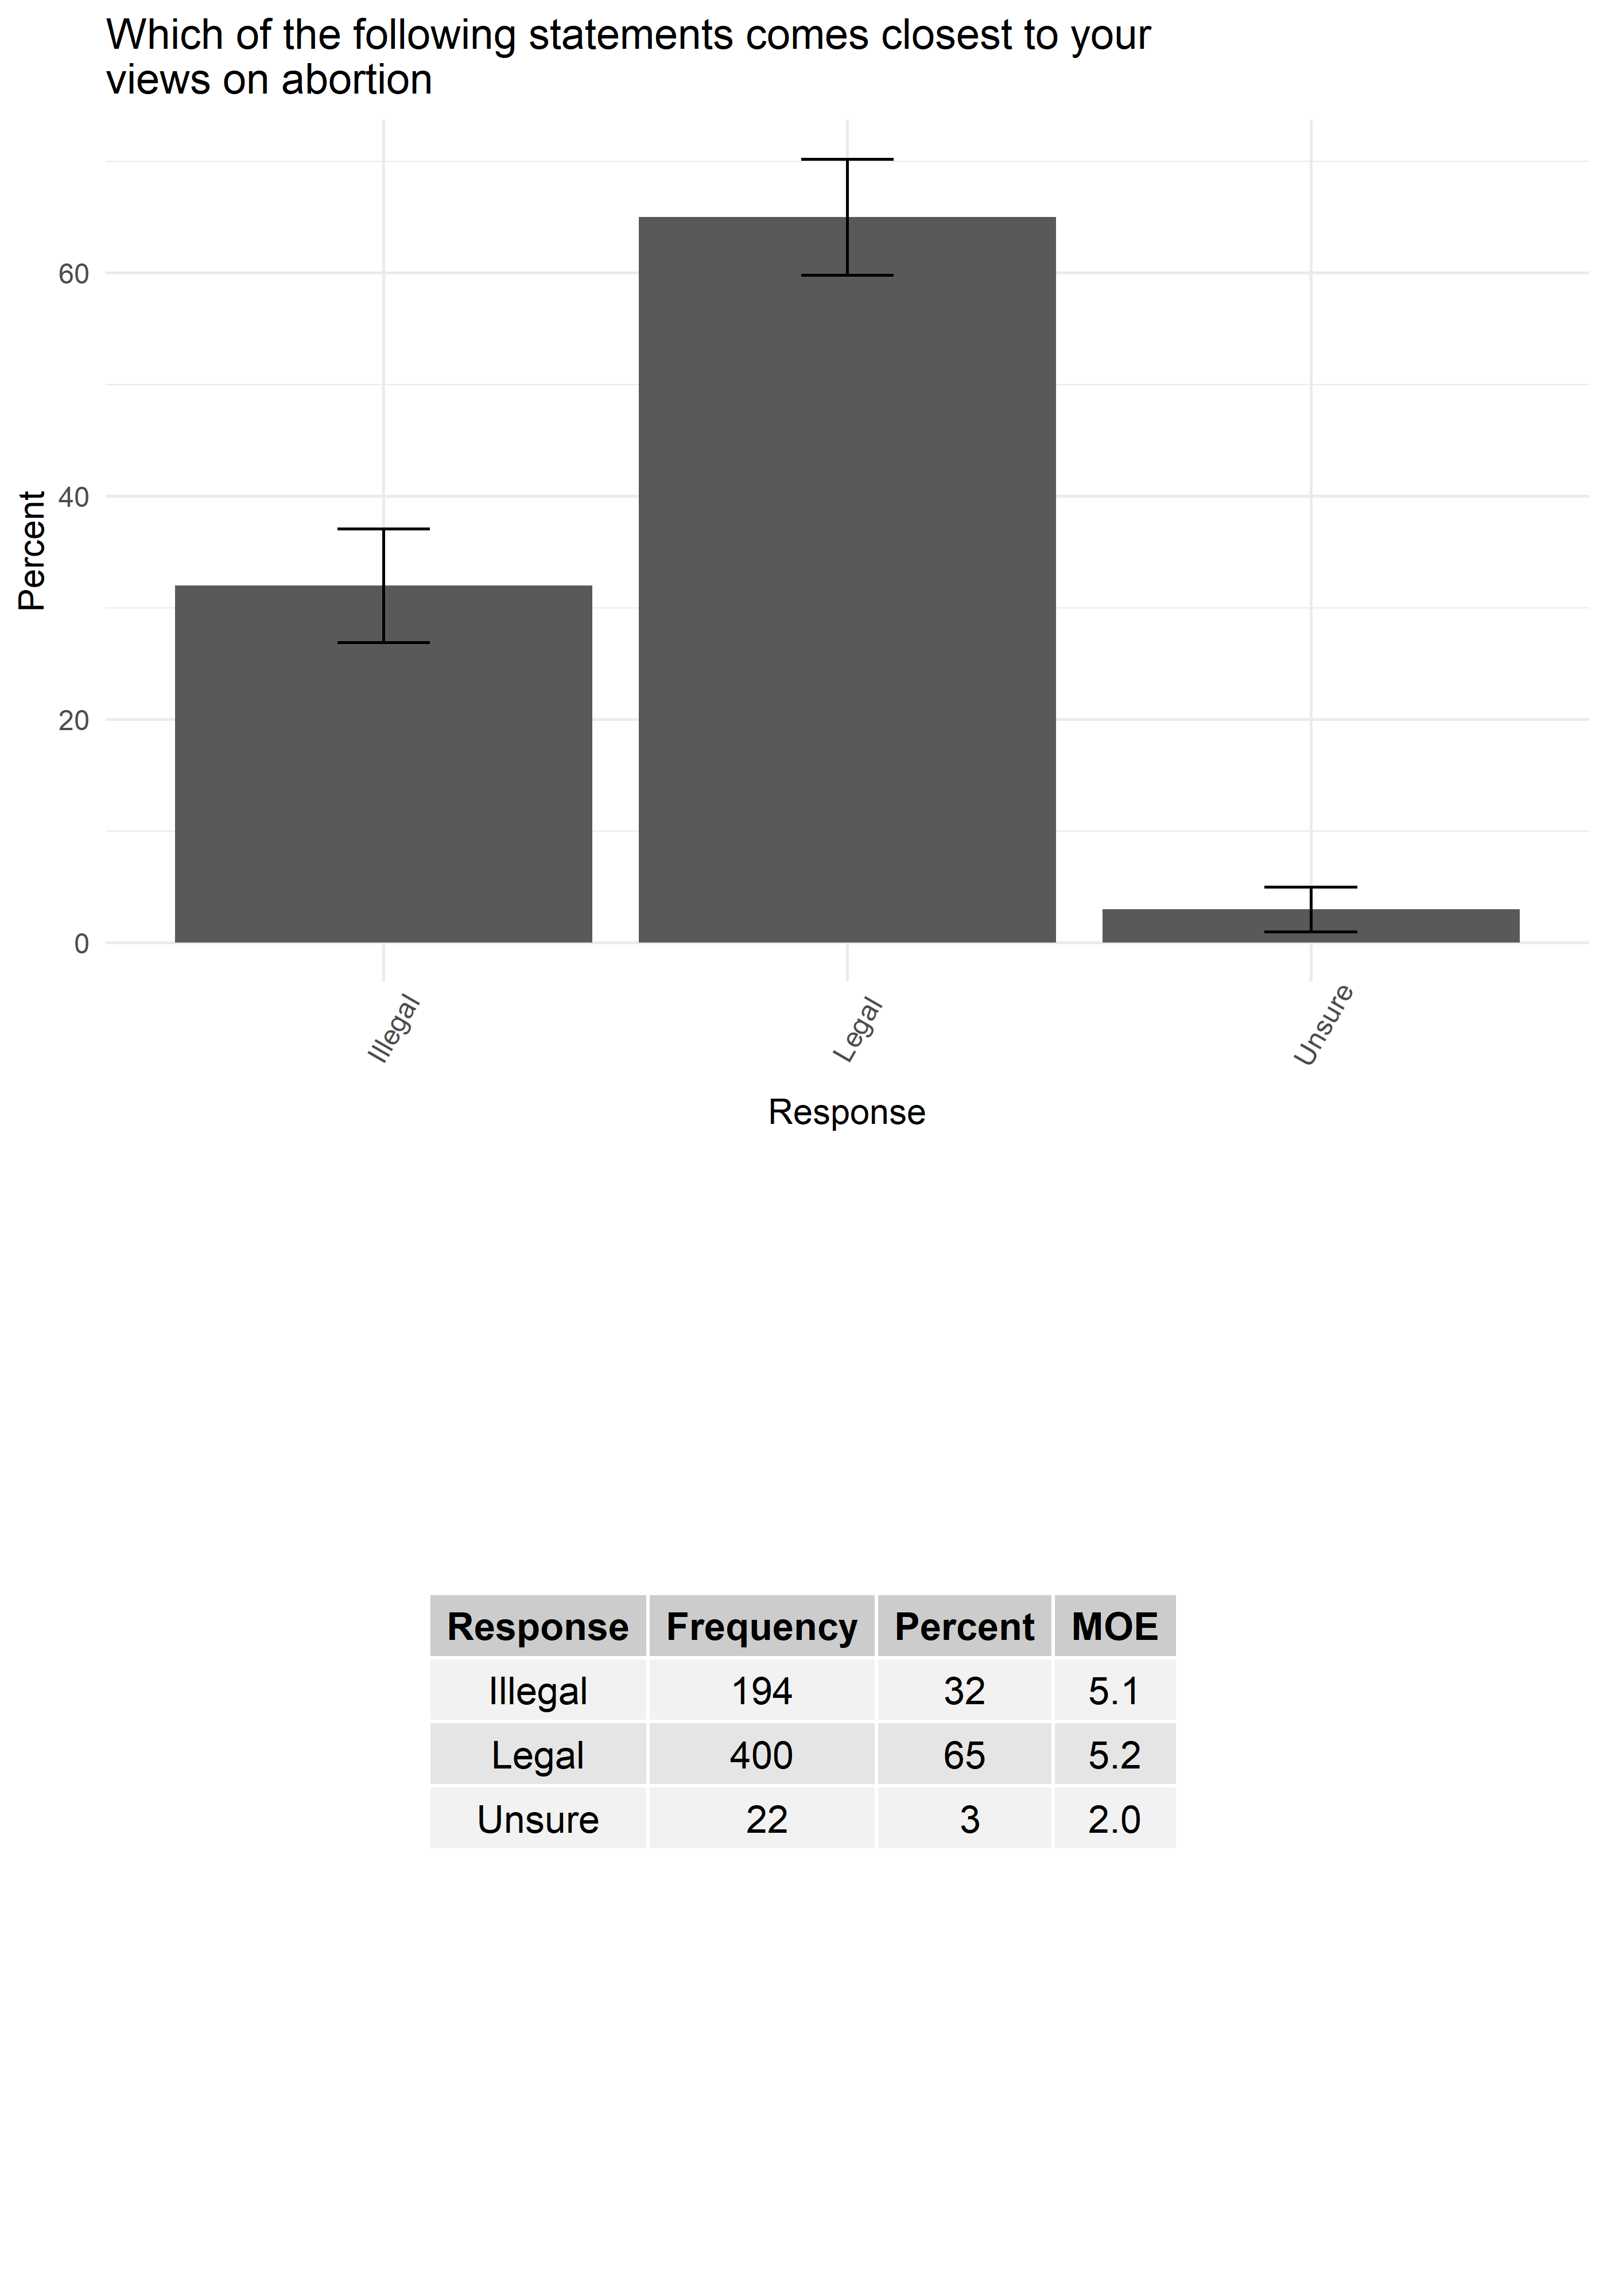 Which of the following statements comes closest to your
views on abortion
Percent
60
40
20
0
Illegal
Legal
Unsure
Response
Response Frequency Percent MOE
Illegal 194 32 5.1
Legal 400 65 5.2
Unsure 22 3 2.0